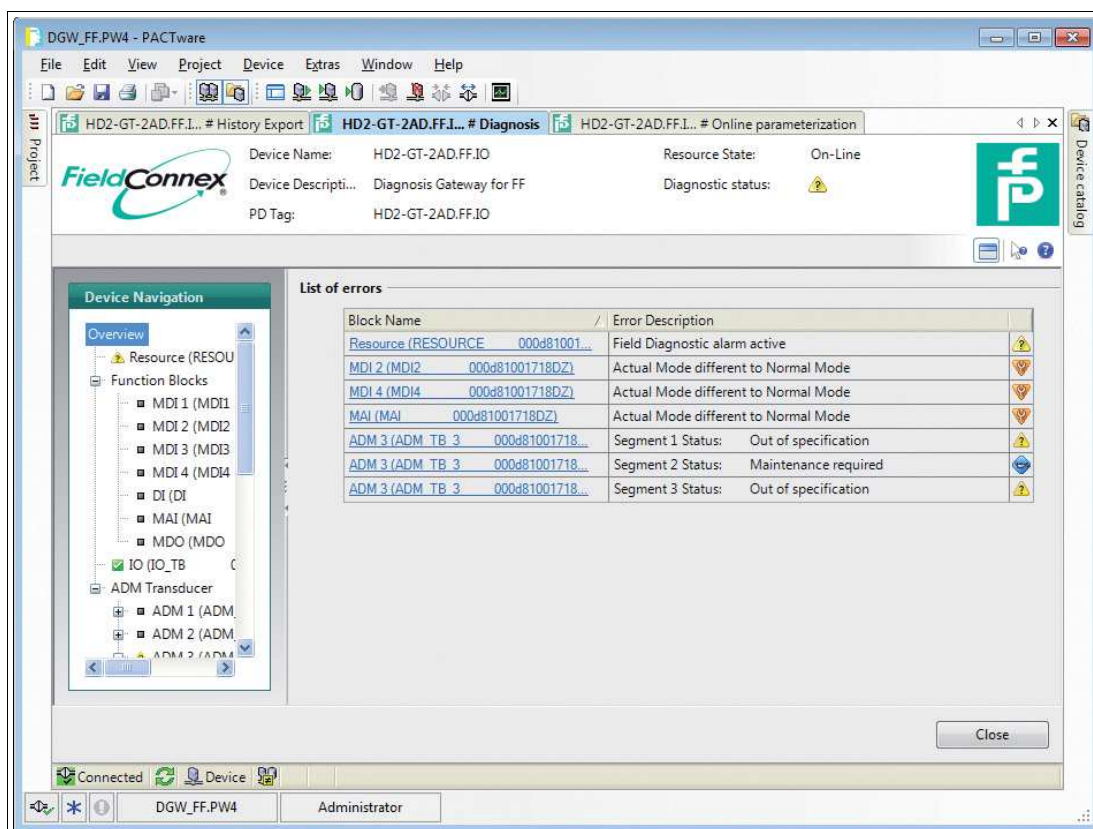 DGW_FF.PW4 - PACTware
File Edit View Project Device Extras Window Help
HD2-GT-2AD.FF.I... # History Export HD2-GT-2AD.FF.I... # Diagnosis HD2-GT-2AD.FF.I... # Online parameterization
Project
Device catalog
FieldConnex®
Device Name: HD2-GT-2AD.FF.IO Resource State: On-Line
Device Descripti... Diagnosis Gateway for FF Diagnostic status:
PD Tag: HD2-GT-2AD.FF.IO
Device Navigation
Overview
Resource (RESOU
Function Blocks
MDI 1 (MDI1
MDI 2 (MDI2
MDI 3 (MDI3
MDI 4 (MDI4
DI (DI
MAI (MAI
MDO (MDO
IO (IO_TB
ADM Transducer
ADM 1 (ADM_
ADM 2 (ADM_
ADM 3 (ADM
List of errors
Block Name / Error Description
Resource (RESOURCE 000d81001... Field Diagnostic alarm active
MDI 2 (MDI2 000d81001718DZ) Actual Mode different to Normal Mode
MDI 4 (MDI4 000d81001718DZ) Actual Mode different to Normal Mode
MAI (MAI 000d81001718DZ) Actual Mode different to Normal Mode
ADM 3 (ADM_TB_3 000d81001718... Segment 1 Status: Out of specification
ADM 3 (ADM_TB_3 000d81001718... Segment 2 Status: Maintenance required
ADM 3 (ADM_TB_3 000d81001718... Segment 3 Status: Out of specification
Close
Connected Device
DGW_FF.PW4 Administrator